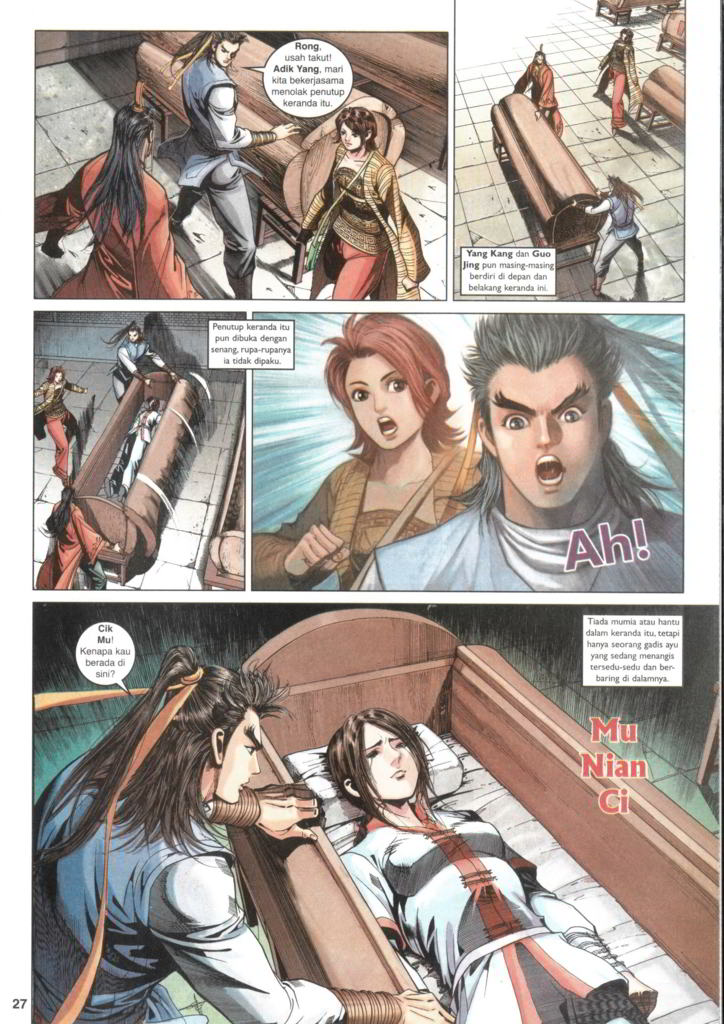 Rong,
usah takut!
Adik Yang, mari
kita bekerjasama
menolak penutup
keranda itu.
Yang Kang dan Guo
Jing pun masing-masing
berdiri di depan dan
belakang keranda ini.
Penutup keranda itu
pun dibuka dengan
senang, rupa-rupanya
ia tidak dipaku.
Ah!
Cik
Mu!
Kenapa kau
berada di
sini?
Tiada mumia atau hantu
dalam keranda itu, tetapi
hanya seorang gadis ayu
yang sedang menangis
tersedu-sedu dan ber-
baring di dalamnya.
Mu
Nian
Ci
27